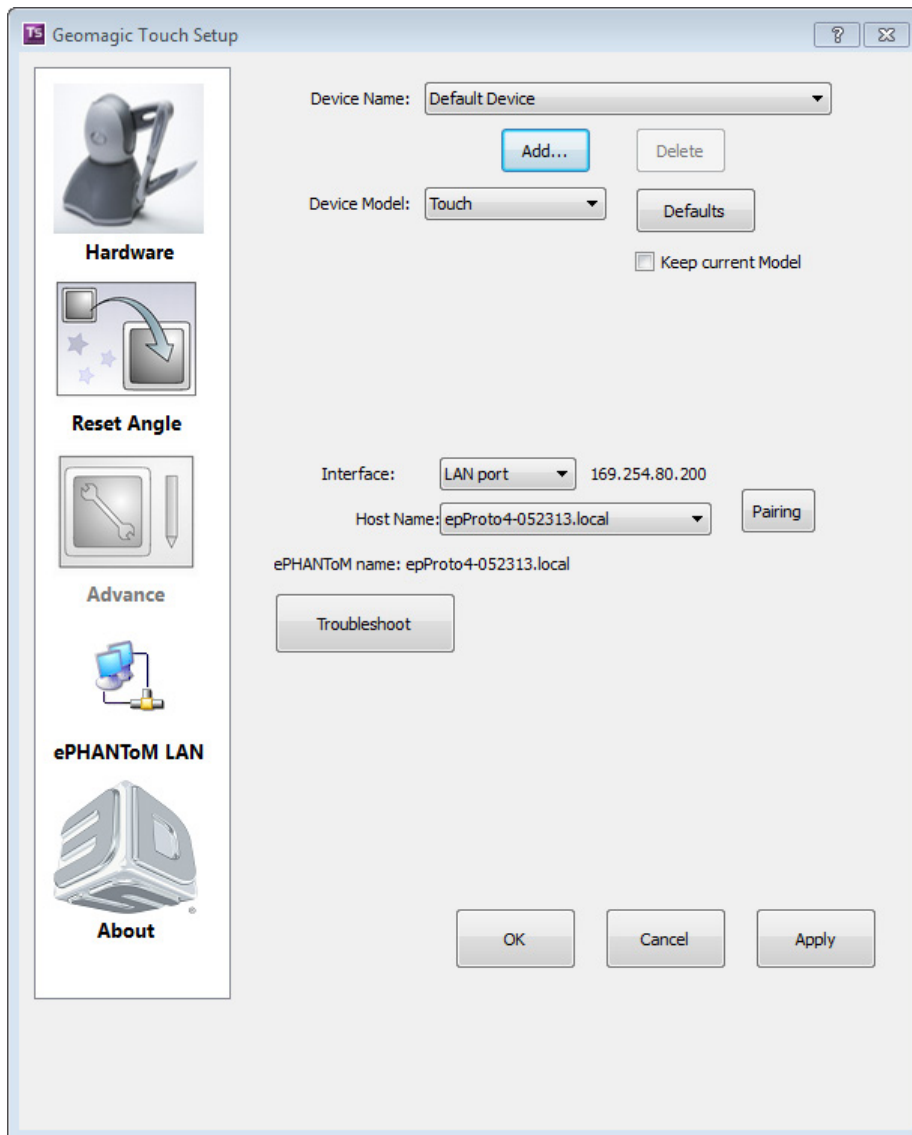 TS Geomagic Touch Setup
Hardware
Reset Angle
Advance
ePHANToM LAN
3DS
®
About
Device Name: Default Device
Add... Delete
Device Model: Touch Defaults
Keep current Model
Interface: LAN port 169.254.80.200
Host Name: epProto4-052313.local Pairing
ePHANToM name: epProto4-052313.local
Troubleshoot
OK Cancel Apply